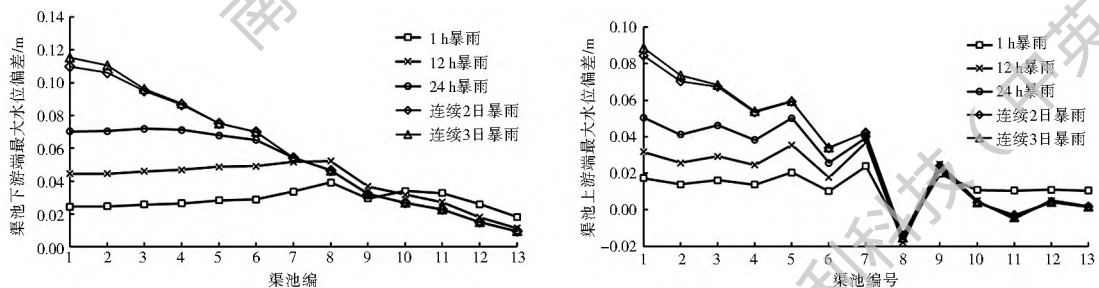 渠池下游端最大水位偏差/m
0.14
0.12
0.10
0.08
0.06
0.04
0.02
0.00
1 2 3 4 5 6 7 8 9 10 11 12 13
渠池编
1 h暴雨
12 h暴雨
24 h暴雨
连续2日暴雨
连续3日暴雨
渠池上游端最大水位偏差/m
0.10
0.08
0.06
0.04
0.02
0.00
-0.02
1 2 3 4 5 6 7 8 9 10 11 12 13
渠池编号
1 h暴雨
12 h暴雨
24 h暴雨
连续2日暴雨
连续3日暴雨
南
利科技（中英